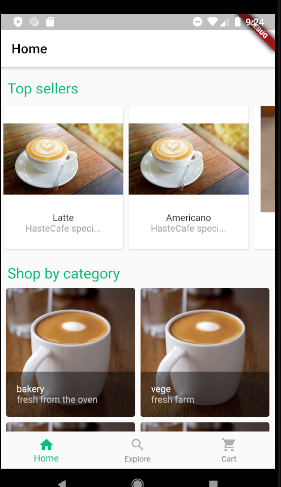 9:24
DEBUG
Home
Top sellers
Latte
HasteCafe speci...
Americano
HasteCafe speci...
Shop by category
bakery
fresh from the oven
vege
fresh farm
Home
Explore
Cart